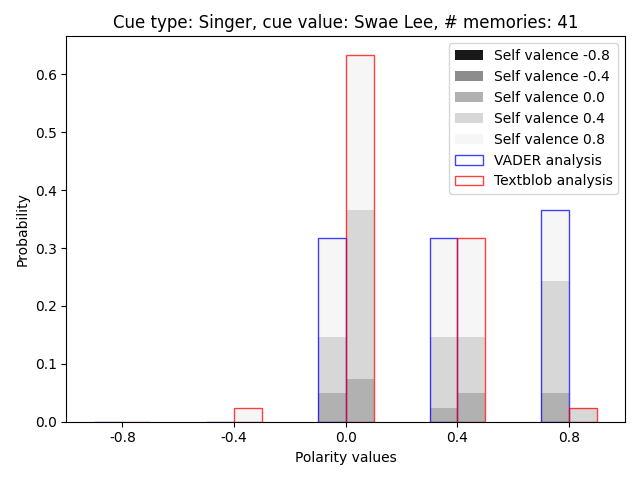 Cue type: Singer, cue value: Swae Lee, # memories: 41
Self valence -0.8
Self valence -0.4
Self valence 0.0
Self valence 0.4
Self valence 0.8
VADER analysis
Textblob analysis
Probability
0.6
0.5
0.4
0.3
0.2
0.1
0.0
-0.8
-0.4
0.0
0.4
0.8
Polarity values